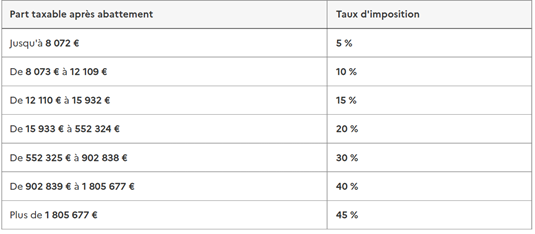 Part taxable après abattement Taux d'imposition
Jusqu'à 8 072 € 5 %
De 8 073 € à 12 109 € 10 %
De 12 110 € à 15 932 € 15 %
De 15 933 € à 552 324 € 20 %
De 552 325 € à 902 838 € 30 %
De 902 839 € à 1 805 677 € 40 %
Plus de 1 805 677 € 45 %